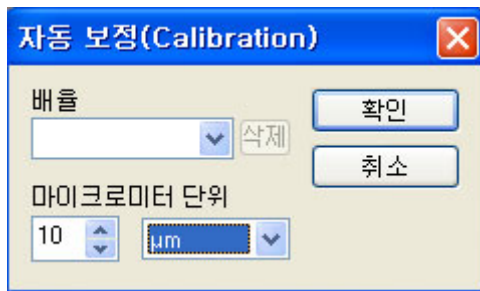 자동 보정(Calibration)
배율
확인
삭제
취소
마이크로미터 단위
10
µm